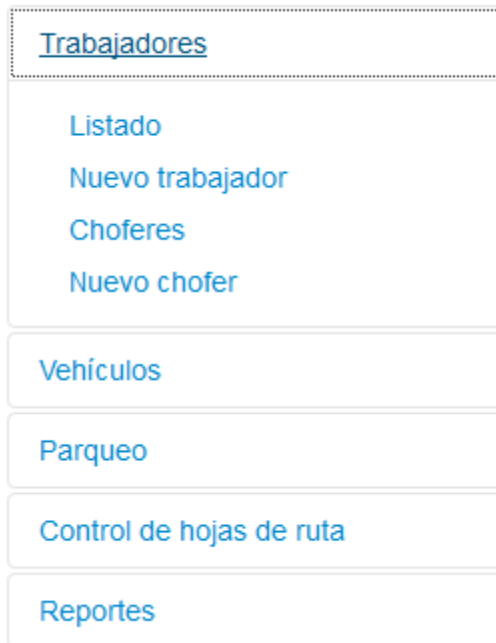 Trabajadores
Listado
Nuevo trabajador
Choferes
Nuevo chofer
Vehículos
Parqueo
Control de hojas de ruta
Reportes